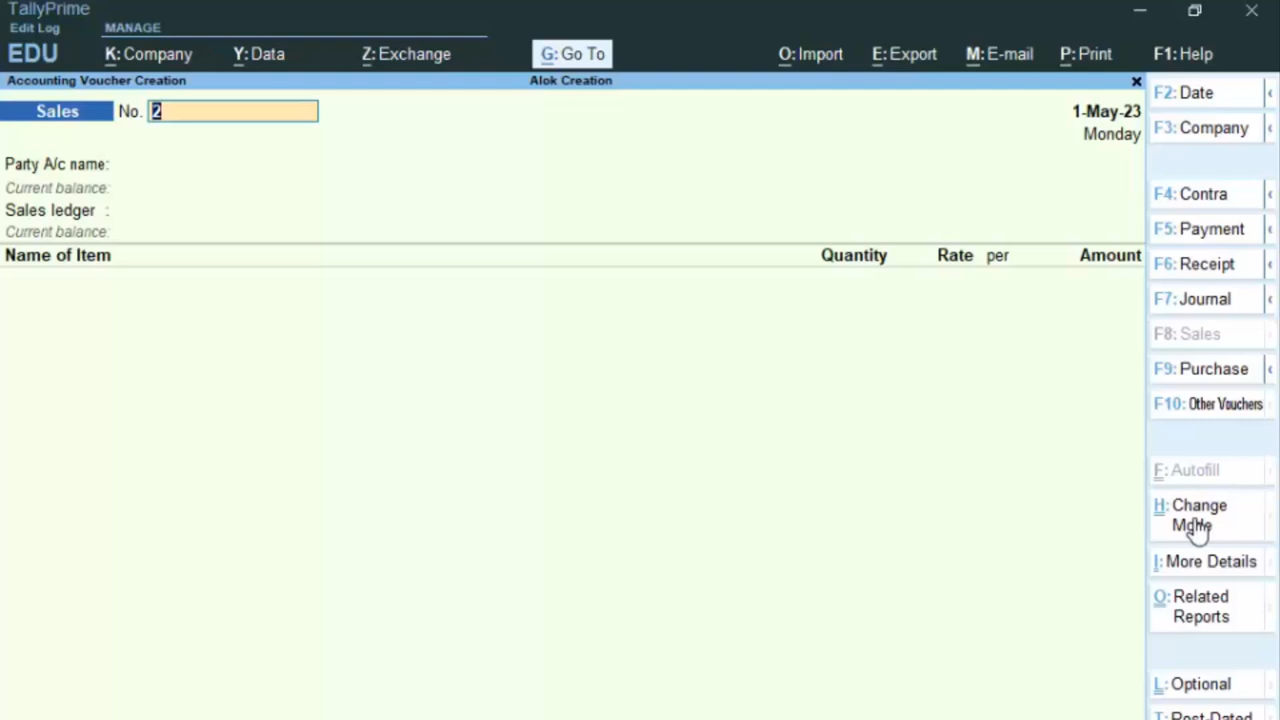 TallyPrime
Edit Log MANAGE
EDU K: Company Y: Data Z: Exchange G: Go To O: Import E: Export M: E-mail P: Print F1: Help
Accounting Voucher Creation Alok Creation
Sales No. 2 1-May-23
Monday
Party A/c name:
Current balance:
Sales ledger :
Current balance:
Name of Item Quantity Rate per Amount
F2: Date
F3: Company
F4: Contra
F5: Payment
F6: Receipt
F7: Journal
F8: Sales
F9: Purchase
F10: Other Vouchers
F: Autofill
H: Change
Mode
I: More Details
O: Related
Reports
L: Optional
T: Post-Dated